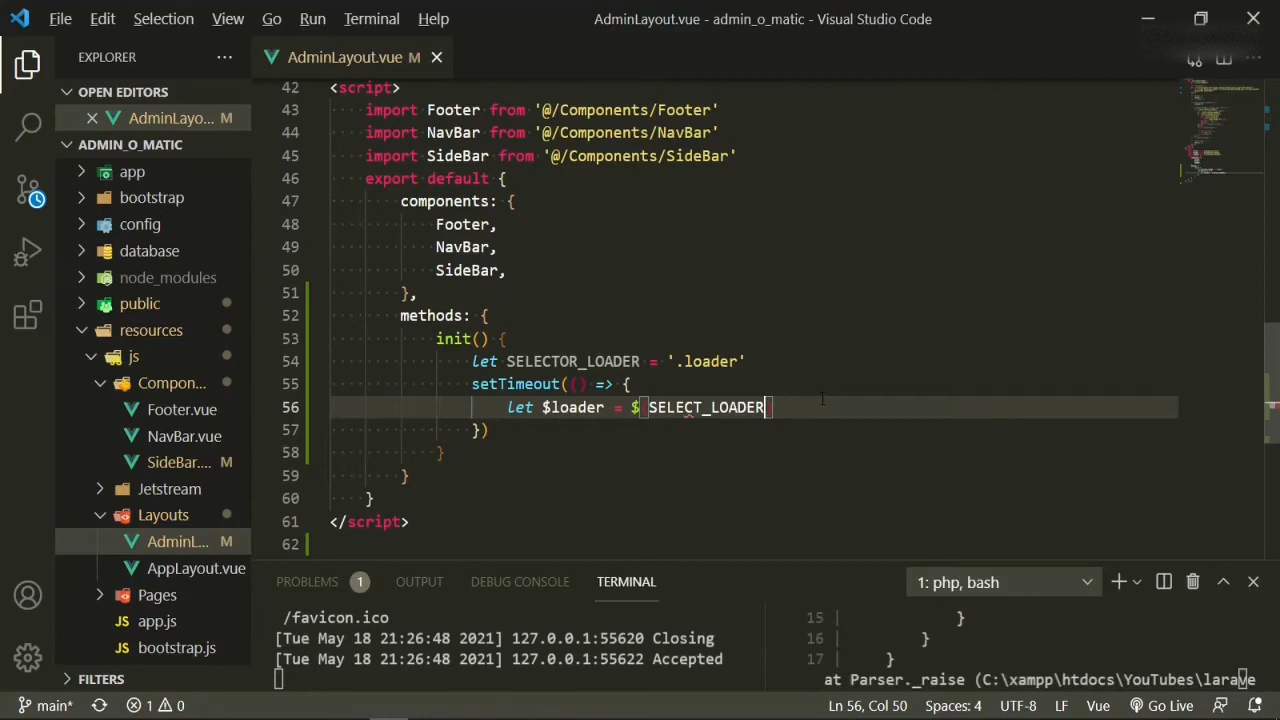 File Edit Selection View Go Run Terminal Help AdminLayout.vue - admin_o_matic - Visual Studio Code
EXPLORER
AdminLayout.vue M
OPEN EDITORS
AdminLayo... M
ADMIN_O_MATIC
app
bootstrap
config
database
node_modules
public
resources
js
Compon...
Footer.vue
NavBar.vue
SideBar.... M
Jetstream
Layouts
AdminL... M
AppLayout.vue
Pages
app.js
bootstrap.js
FILTERS
42 <script>
43 import Footer from '@/Components/Footer'
44 import NavBar from '@/Components/NavBar'
45 import SideBar from '@/Components/SideBar'
46 export default {
47 components: {
48 Footer,
49 NavBar,
50 SideBar,
51 },
52 methods: {
53 init() {
54 let SELECTOR_LOADER = '.loader'
55 setTimeout(() => {
56 let $loader = $(SELECT_LOADER)
57 })
58 }
59 }
60 }
61 </script>
62
PROBLEMS 1 OUTPUT DEBUG CONSOLE TERMINAL 1: php, bash
/favicon.ico
[Tue May 18 21:26:48 2021] 127.0.0.1:55620 Closing
[Tue May 18 21:26:48 2021] 127.0.0.1:55622 Accepted
15 | }
16 | }
17 | }
at Parser._raise (C:\xampp\htdocs\YouTubes\larave
main* 1 0 Ln 56, Col 50 Spaces: 4 UTF-8 LF Vue Go Live